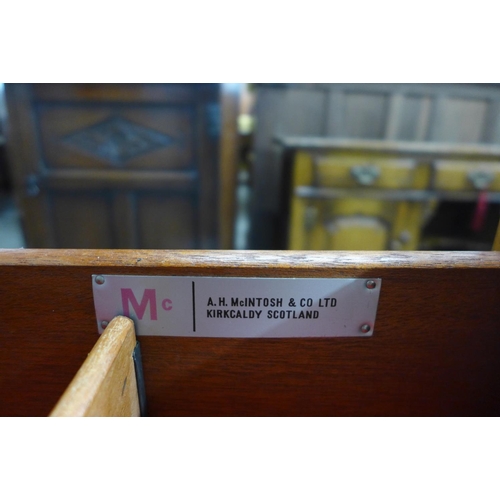 Mc
A.H. McINTOSH & CO LTD
KIRKCALDY SCOTLAND